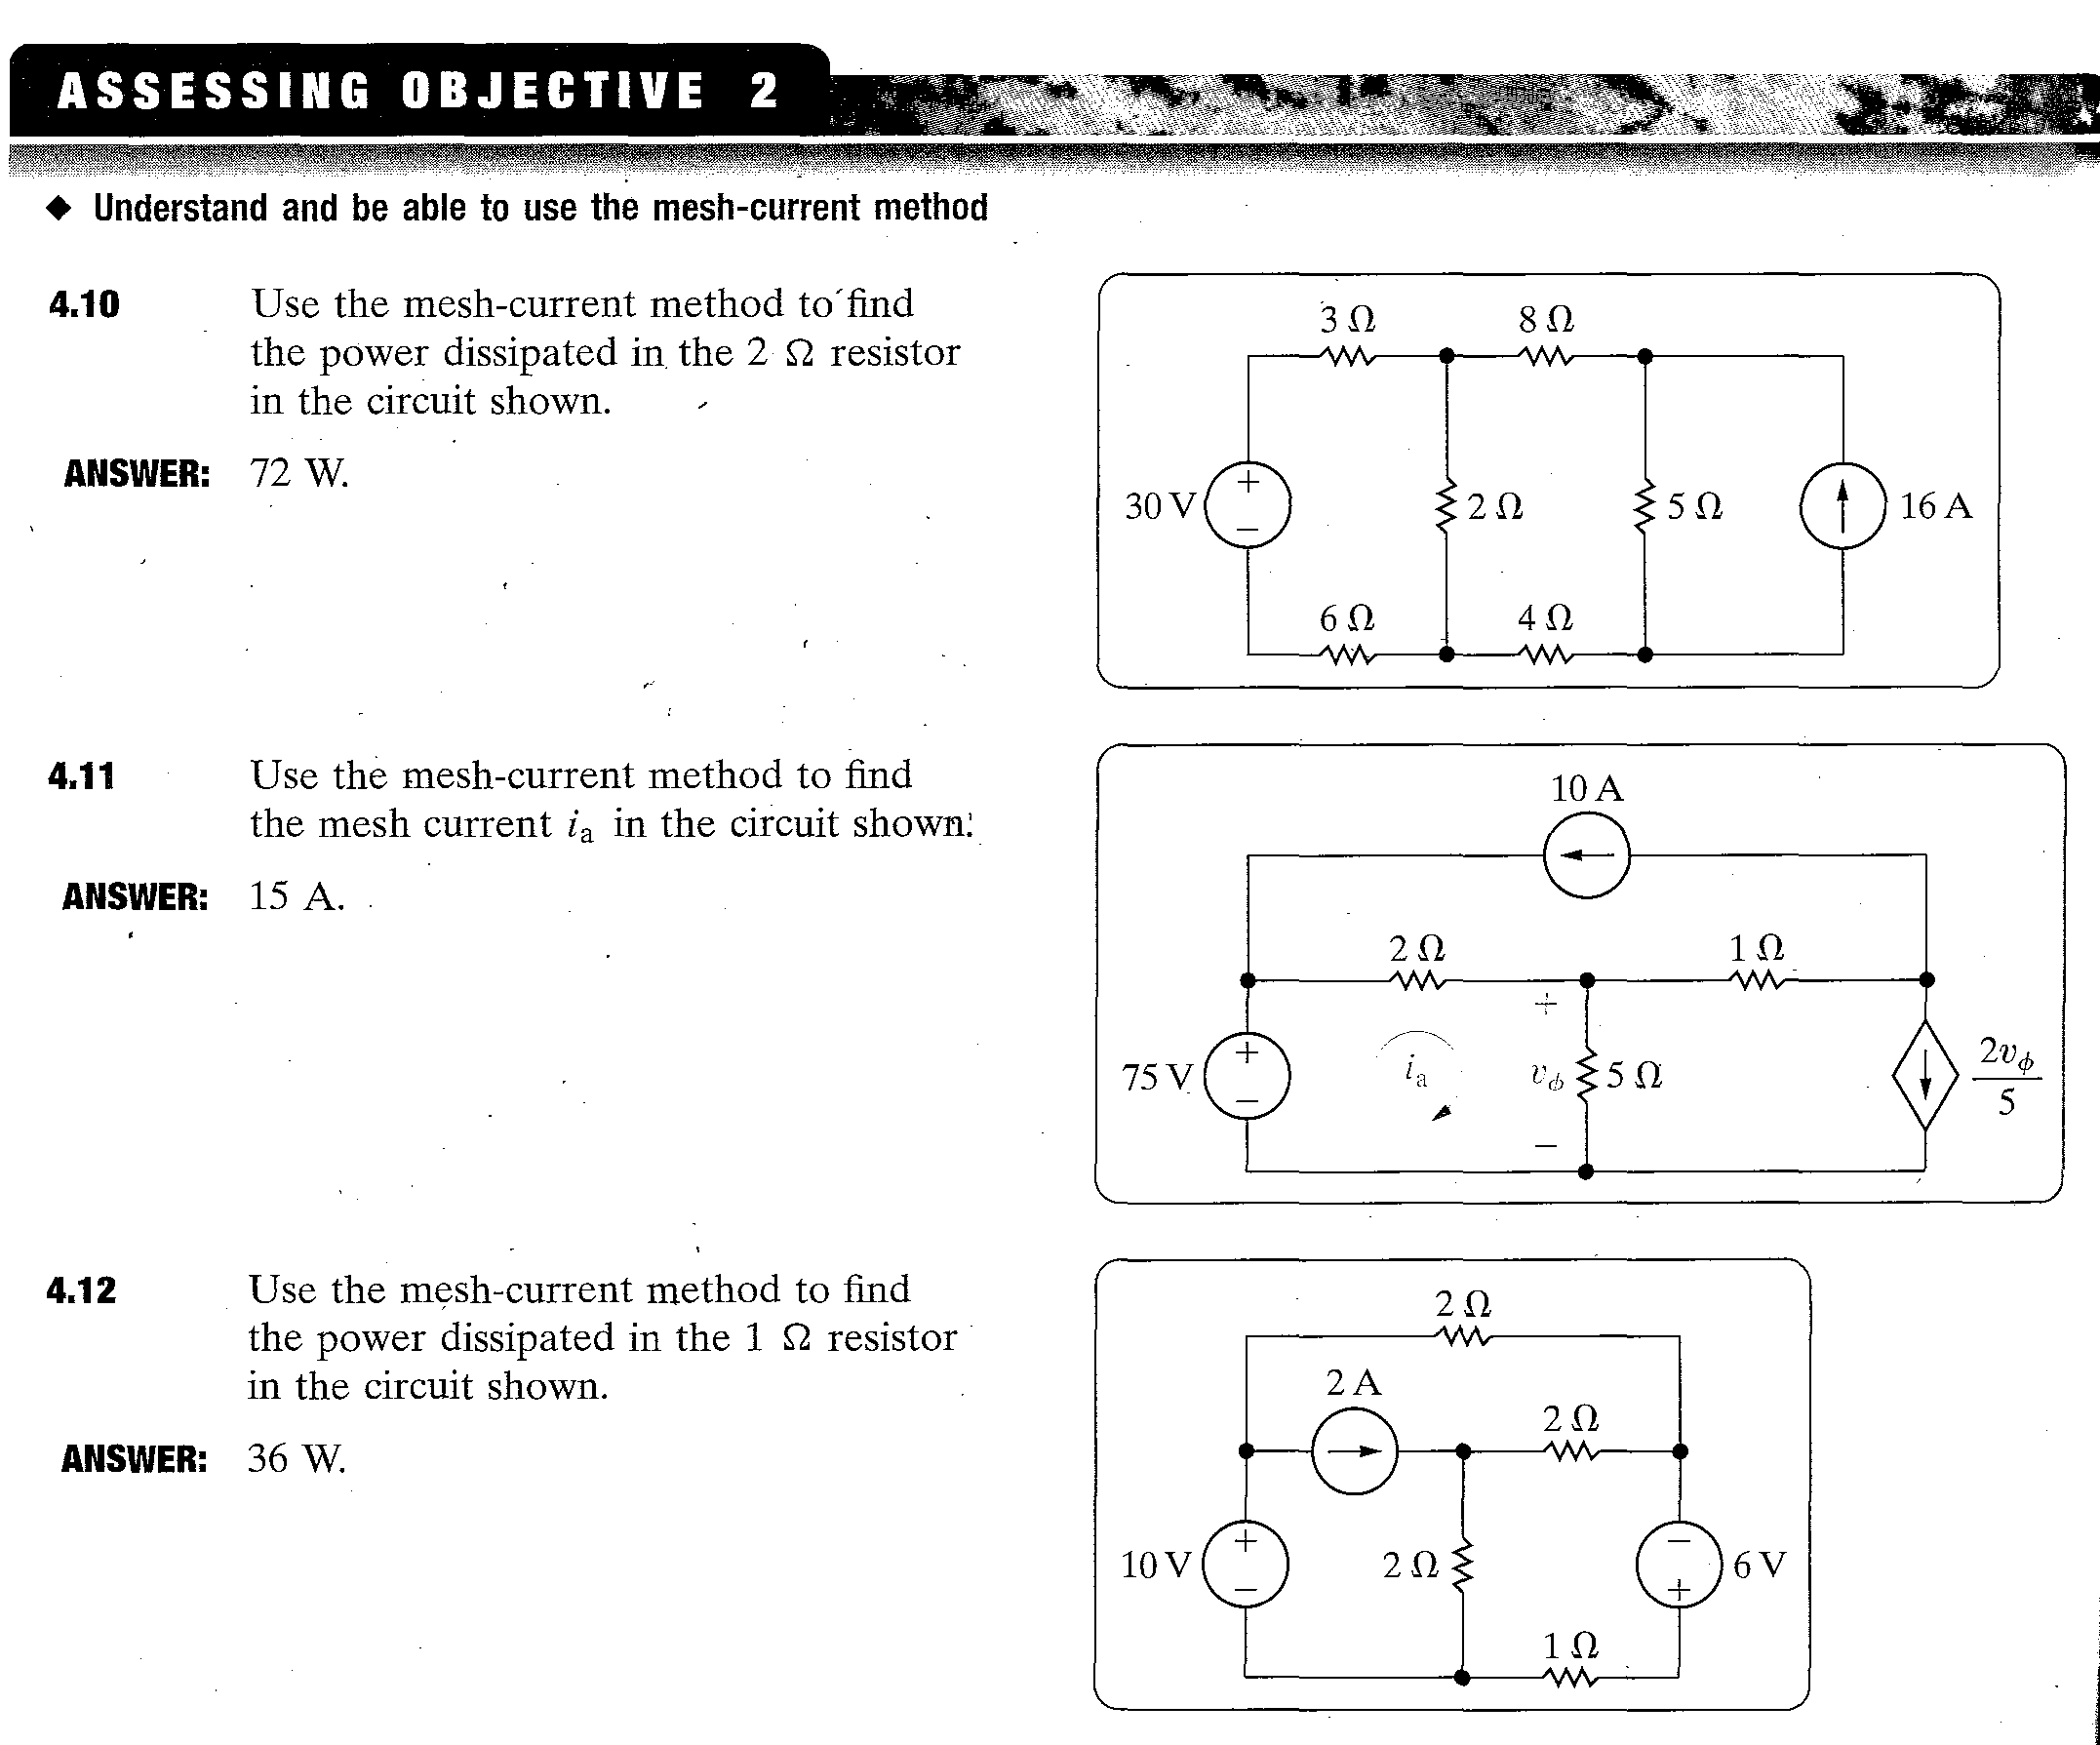 ASSESSING OBJECTIVE 2
◆ Understand and be able to use the mesh-current method
4.10 Use the mesh-current method to find
the power dissipated in the 2 Ω resistor
in the circuit shown.
ANSWER: 72 W.
3 Ω 8 Ω
30 V + − 2 Ω 5 Ω 16 A
6 Ω 4 Ω
4.11 Use the mesh-current method to find
the mesh current iₐ in the circuit shown.
ANSWER: 15 A.
10 A
2 Ω 1 Ω
75 V + − iₐ + vϕ − 5 Ω 2vϕ/5
4.12 Use the mesh-current method to find
the power dissipated in the 1 Ω resistor
in the circuit shown.
ANSWER: 36 W.
2 Ω
2 A
2 Ω
10 V + − 2 Ω − + 6 V
1 Ω